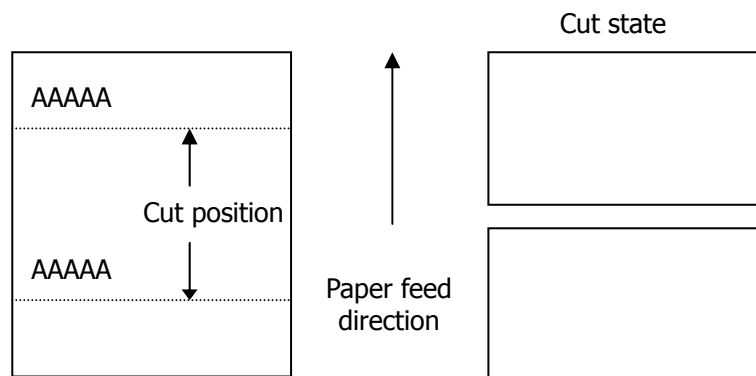 Cut state
AAAAA
Cut position
AAAAA
Paper feed
direction